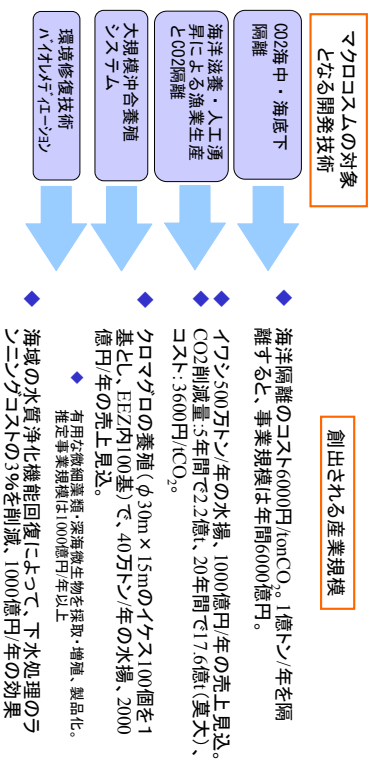 マクロコスムの対象
となる開発技術
創出される産業規模
CO2海中・海底下
隔離
◆ 海洋隔離のコスト6000円/tonCO₂。1億トン/年を隔
離すると、事業規模は年間6000億円。
海洋滋養・人工湧
昇による漁業生産
とCO2隔離
◆ イワシ500万トン/年の水揚、1000億円/年の売上見込。
◆ CO2削減量:5年間で2.2億t、20年間で17.6億t(莫大)、
コスト:3600円/tCO₂。
大規模沖合養殖
システム
◆ クロマグロの養殖(φ30m×15mのイケス100個を1
基とし、EEZ内100基)で、40万トン/年の水揚、2000
億円/年の売上見込。
◆ 有用な微細藻類・深海微生物を採取・増殖、製品化。
推定事業規模は1000億円/年以上
環境修復技術
バイオレメディエーション
◆ 海域の水質浄化機能回復によって、下水処理のラ
ンニングコストの3%を削減、1000億円/年の効果